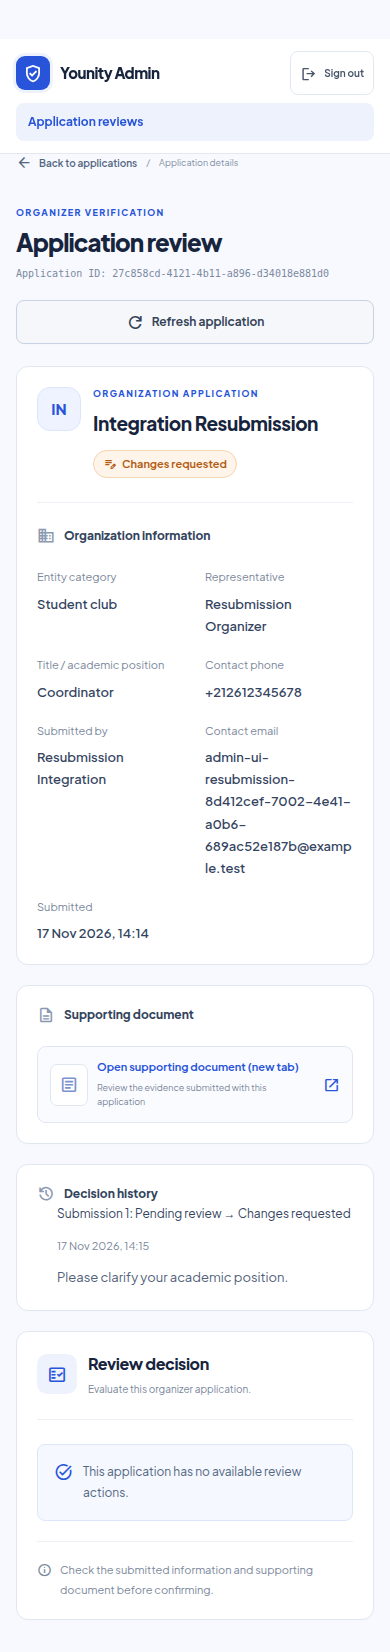 Younity Admin
Sign out
Application reviews
Back to applications / Application details
ORGANIZER VERIFICATION
Application review
Application ID: 27c858cd-4121-4b11-a896-d34018e881d0
Refresh application
IN
ORGANIZATION APPLICATION
Integration Resubmission
Changes requested
Organization information
Entity category
Student club
Representative
Resubmission
Organizer
Title / academic position
Coordinator
Contact phone
+212612345678
Submitted by
Resubmission
Integration
Contact email
admin-ui-
resubmission-
8d412cef-7002-4e41-
a0b6-
689ac52e187b@examp
le.test
Submitted
17 Nov 2026, 14:14
Supporting document
Open supporting document (new tab)
Review the evidence submitted with this
application
Decision history
Submission 1: Pending review → Changes requested
17 Nov 2026, 14:15
Please clarify your academic position.
Review decision
Evaluate this organizer application.
This application has no available review
actions.
Check the submitted information and supporting
document before confirming.